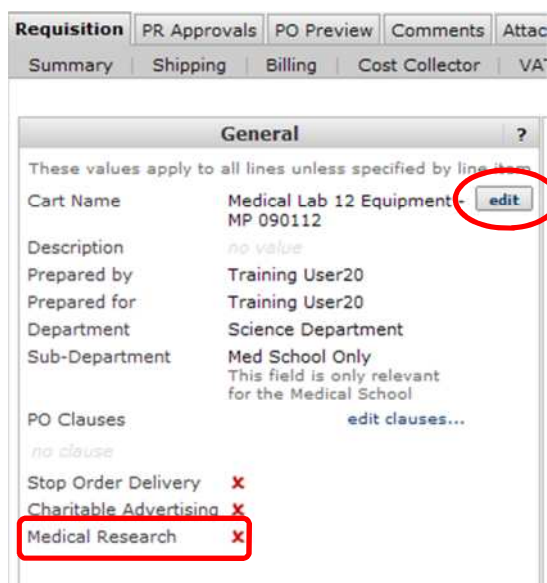 Requisition PR Approvals PO Preview Comments Attac
Summary Shipping Billing Cost Collector VAT
General ?
These values apply to all lines unless specified by line item
Cart Name Medical Lab 12 Equipment - edit
MP 090112
Description no value
Prepared by Training User20
Prepared for Training User20
Department Science Department
Sub-Department Med School Only
This field is only relevant
for the Medical School
PO Clauses edit clauses...
no clause
Stop Order Delivery X
Charitable Advertising X
Medical Research X